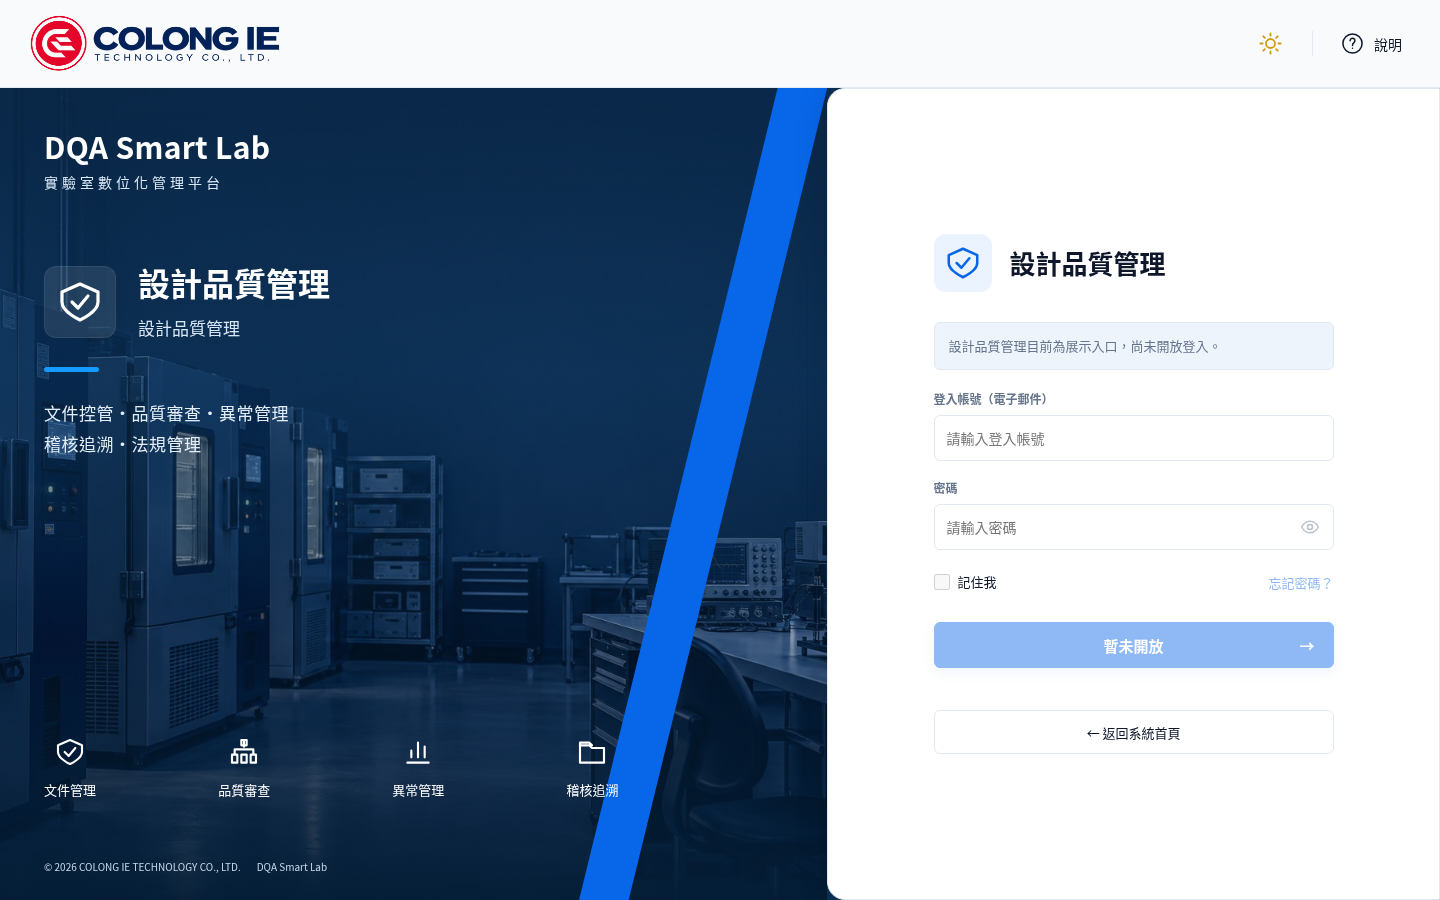 COLONG IE
TECHNOLOGY CO., LTD.
說明
DQA Smart Lab
實驗室數位化管理平台
設計品質管理
設計品質管理
文件控管・品質審查・異常管理
稽核追溯・法規管理
文件管理
品質審查
異常管理
稽核追溯
© 2026 COLONG IE TECHNOLOGY CO., LTD. DQA Smart Lab
設計品質管理
設計品質管理目前為展示入口，尚未開放登入。
登入帳號（電子郵件）
請輸入登入帳號
密碼
請輸入密碼
記住我
忘記密碼？
暫未開放 →
← 返回系統首頁